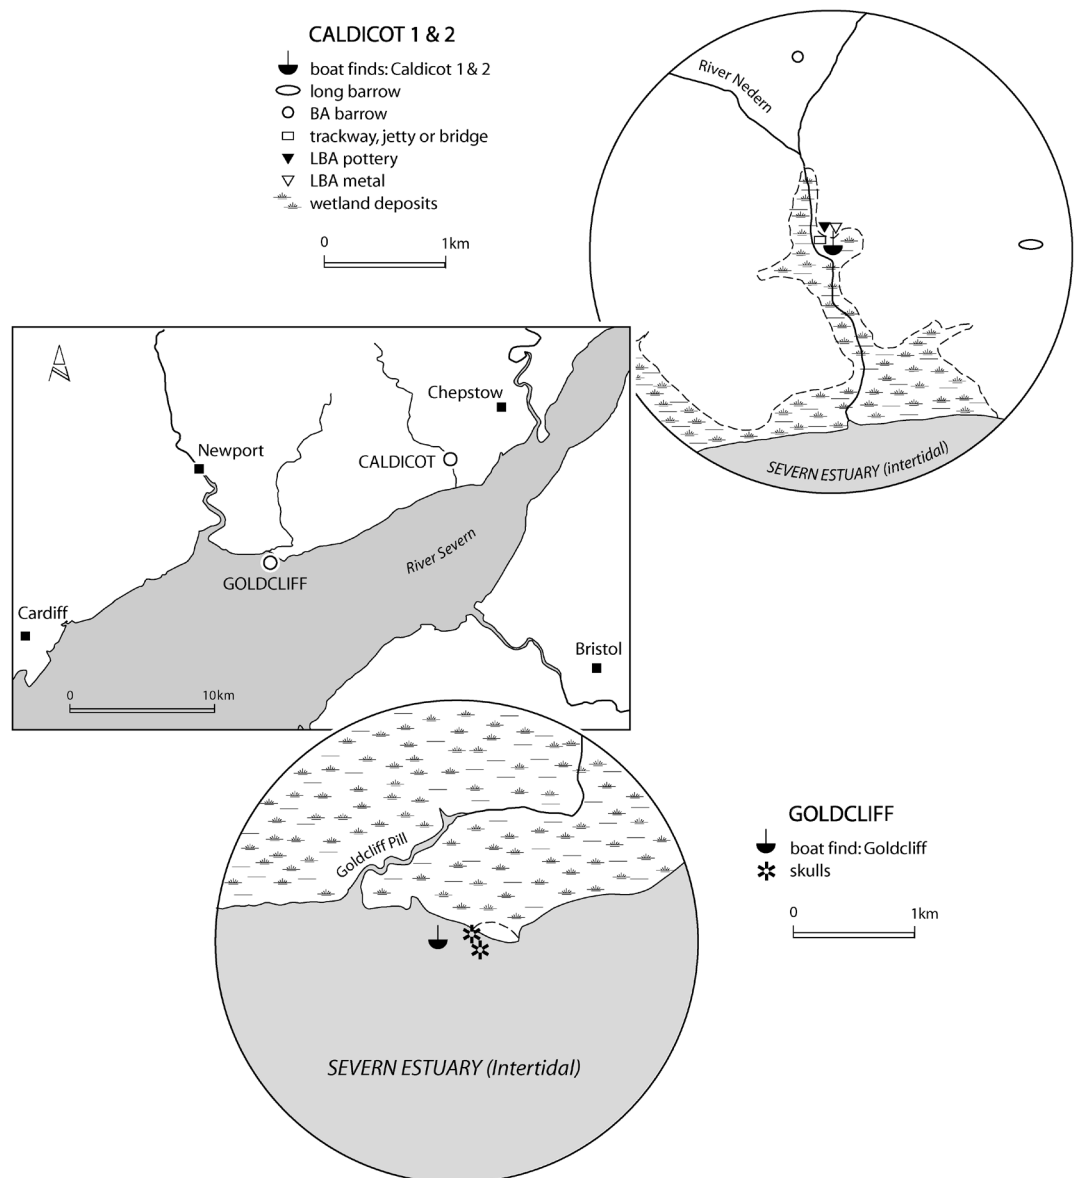 CALDICOT 1 & 2
boat finds: Caldicot 1 & 2
long barrow
BA barrow
trackway, jetty or bridge
LBA pottery
LBA metal
wetland deposits
0 1km
River Nedern
SEVERN ESTUARY (intertidal)
Chepstow
Newport
CALDICOT
River Severn
GOLDCLIFF
Cardiff
Bristol
0 10km
Goldcliff Pill
SEVERN ESTUARY (Intertidal)
GOLDCLIFF
boat find: Goldcliff
skulls
0 1km